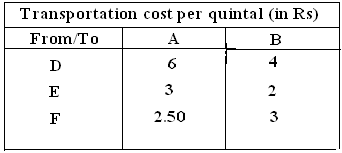 Transportation cost per quintal (in Rs)
From/To A B
D 6 4
E 3 2
F 2.50 3